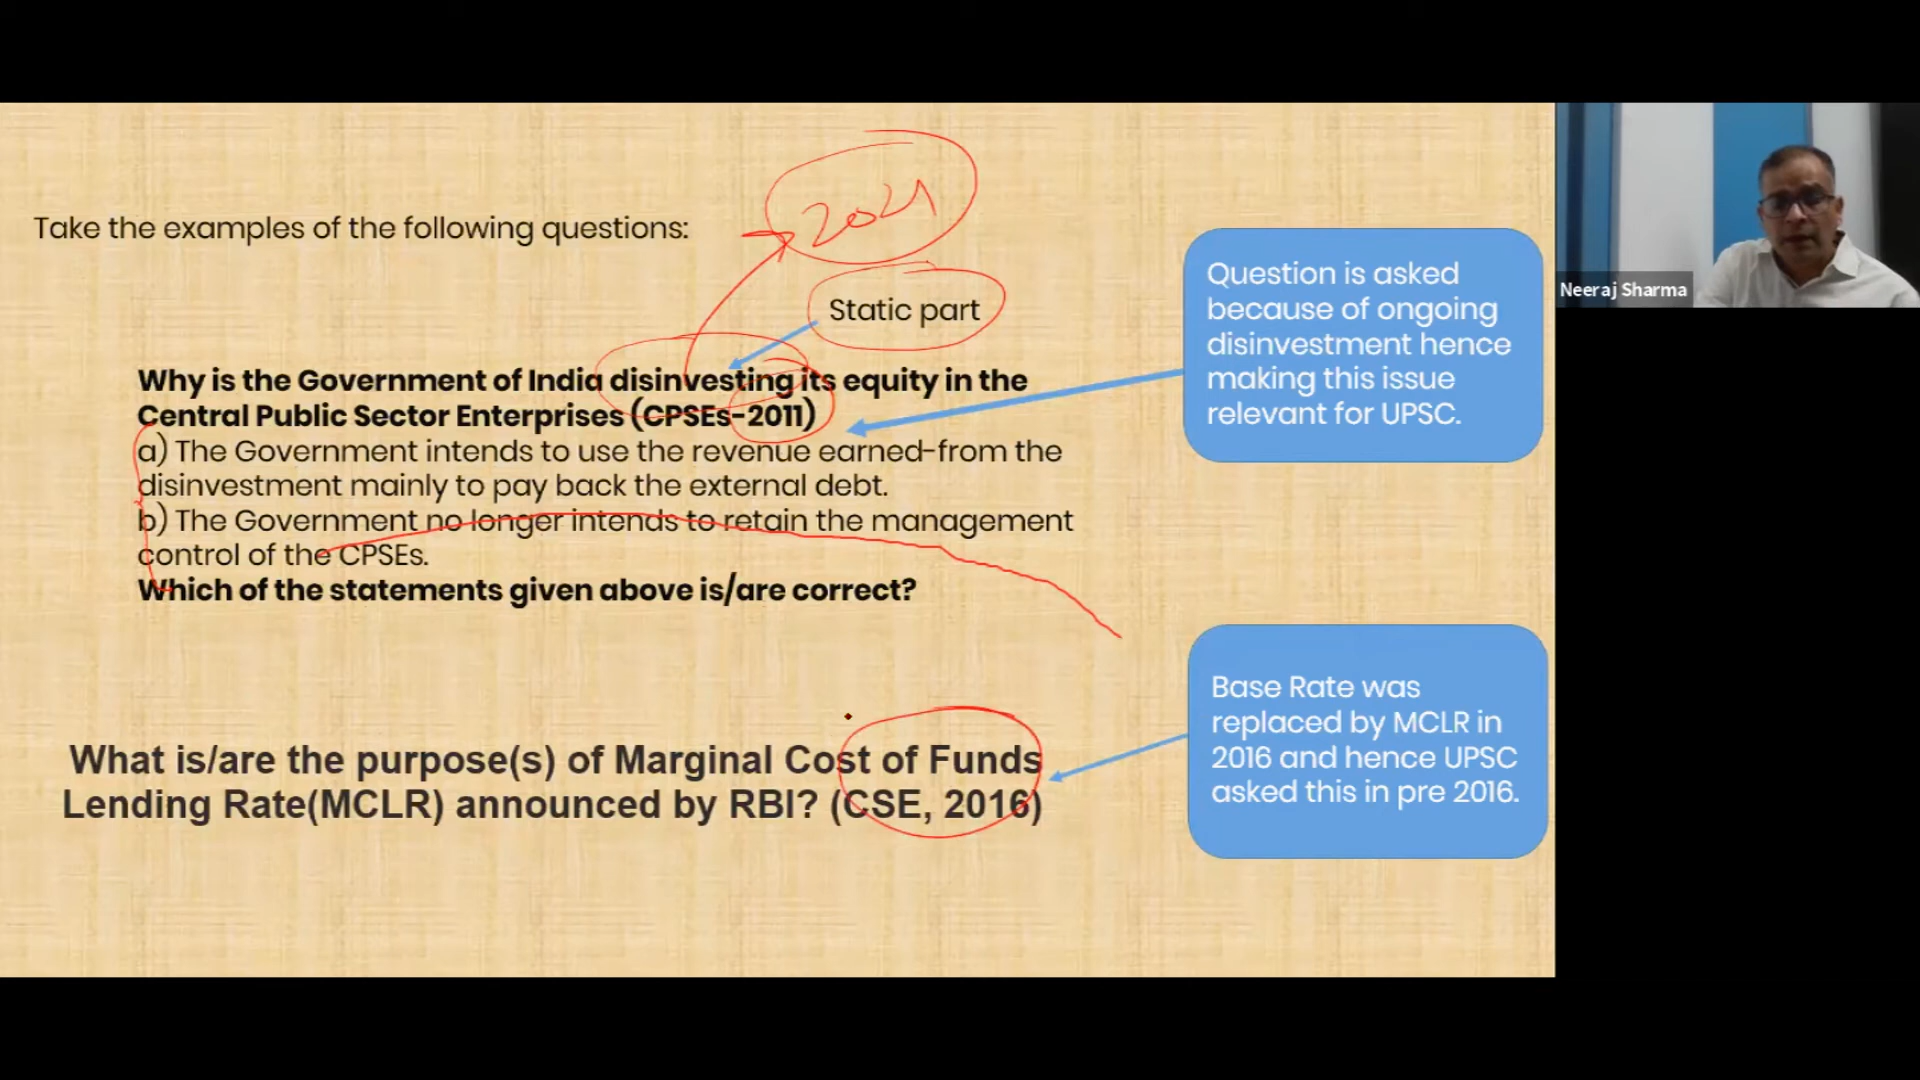 Take the examples of the following questions:
2021
Static part
Why is the Government of India disinvesting its equity in the
Central Public Sector Enterprises (CPSEs-2011)
a) The Government intends to use the revenue earned-from the
disinvestment mainly to pay back the external debt.
b) The Government no longer intends to retain the management
control of the CPSEs.
Which of the statements given above is/are correct?
Question is asked
because of ongoing
disinvestment hence
making this issue
relevant for UPSC.
What is/are the purpose(s) of Marginal Cost of Funds
Lending Rate(MCLR) announced by RBI? (CSE, 2016)
Base Rate was
replaced by MCLR in
2016 and hence UPSC
asked this in pre 2016.
Neeraj Sharma